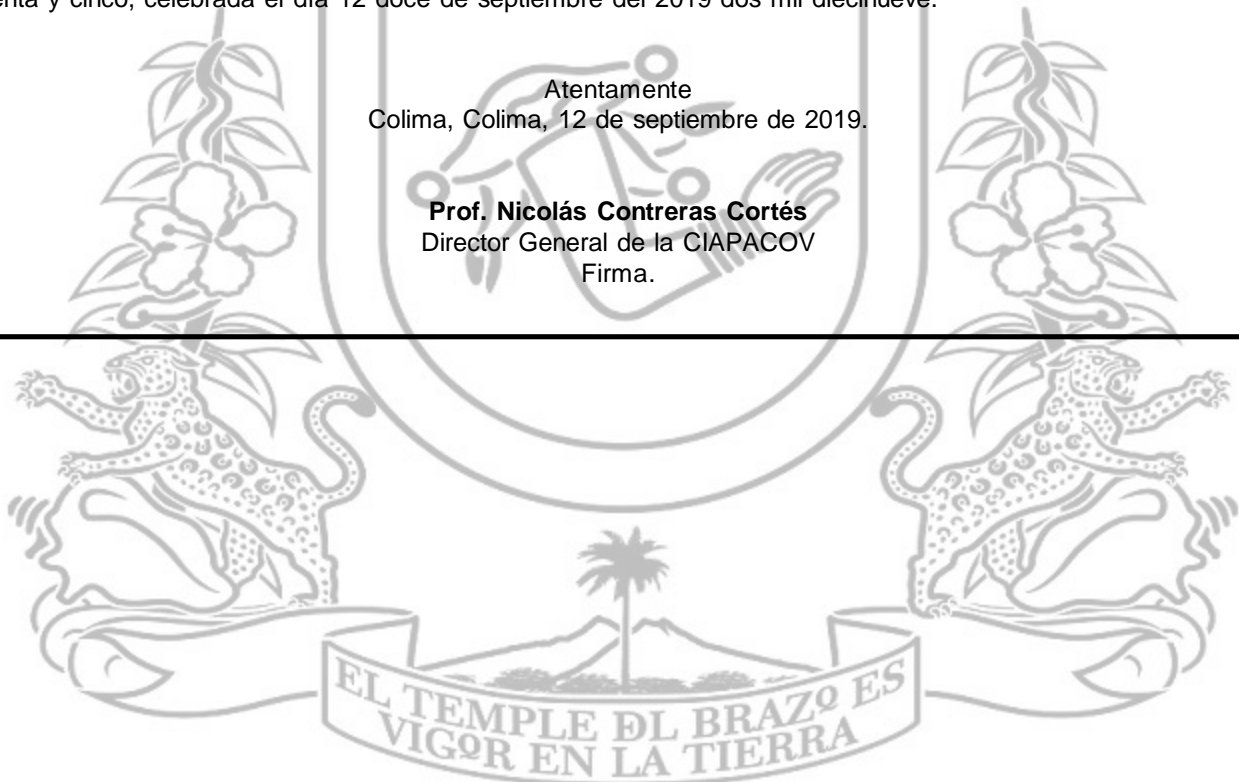 y cinco, celebrada el día 12 doce de septiembre del 2019 dos mil diecinueve.
Atentamente
Colima, Colima, 12 de septiembre de 2019.
Prof. Nicolás Contreras Cortés
Director General de la CIAPACOV
Firma.
EL TEMPLE DL BRAZO ES
VIGOR EN LA TIERRA